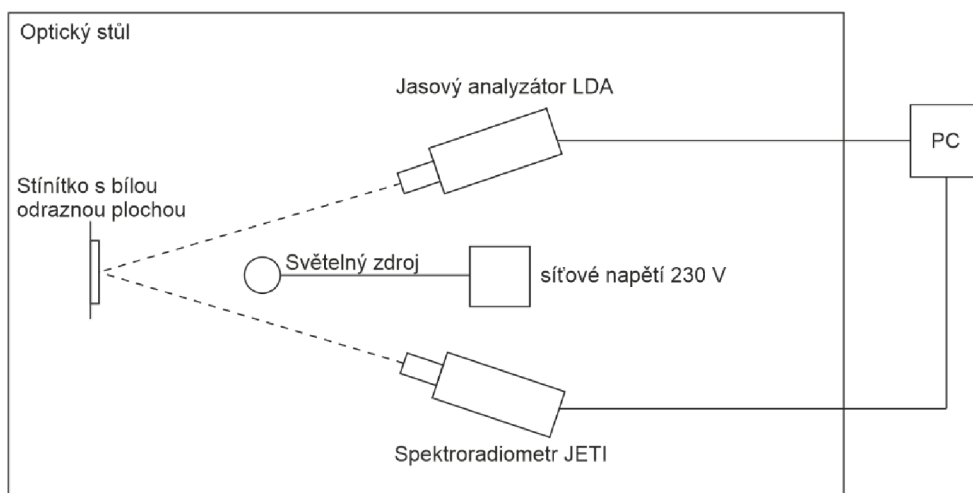 Optický stůl
Jasový analyzátor LDA
PC
Stínítko s bílou
odraznou plochou
Světelný zdroj
síťové napětí 230 V
Spektroradiometr JETI